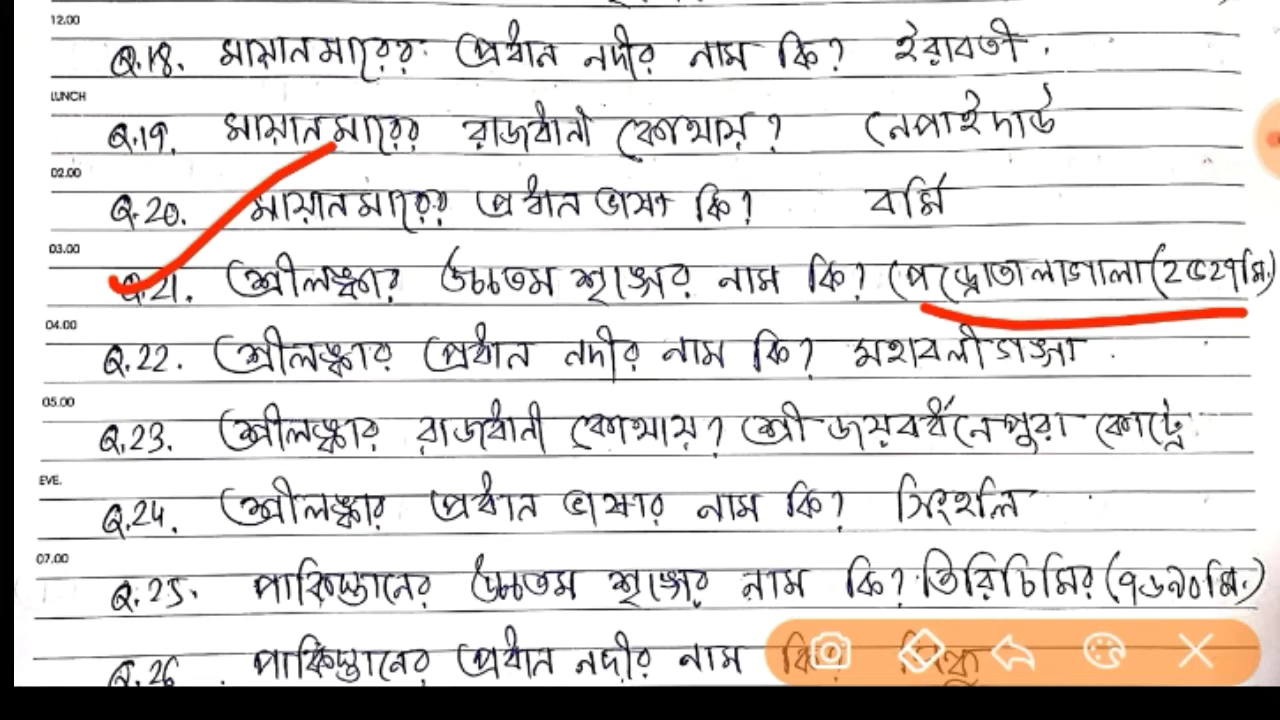 12.00
Q.18. মায়ানমারের প্রধান নদীর নাম কি? ইরাবতী.
LUNCH
Q.19. মায়ানমারের রাজধানী কোথায়? নেপাইদাউ
02.00
Q.20. মায়ানমারের প্রধান ভাষা কি? বর্মি
03.00
Q.21. শ্রীলঙ্কার উচ্চতম শৃঙ্গের নাম কি? পেড্রোতালাগালা (২৫২৭মি)
04.00
Q.22. শ্রীলঙ্কার প্রধান নদীর নাম কি? মহাবলীগঙ্গা.
05.00
Q.23. শ্রীলঙ্কার রাজধানী কোথায়? শ্রী জয়বর্ধনেপুরা কোট্টে
EVE.
Q.24. শ্রীলঙ্কার প্রধান ভাষার নাম কি? সিংহলি
07.00
Q.25. পাকিস্তানের উচ্চতম শৃঙ্গের নাম কি? তিরিচিমির (৭৬৯০মি.)
Q.26. পাকিস্তানের প্রধান নদীর নাম কি